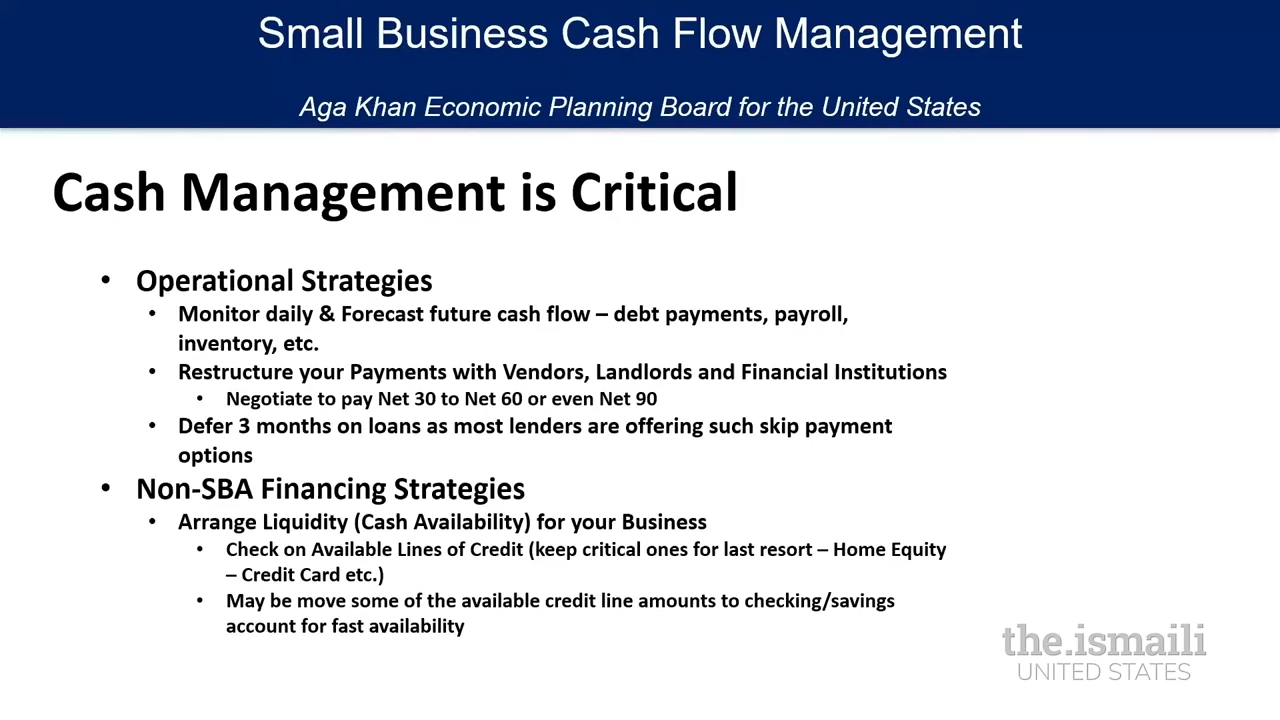 Small Business Cash Flow Management
Aga Khan Economic Planning Board for the United States
Cash Management is Critical
• Operational Strategies
• Monitor daily & Forecast future cash flow – debt payments, payroll,
inventory, etc.
• Restructure your Payments with Vendors, Landlords and Financial Institutions
• Negotiate to pay Net 30 to Net 60 or even Net 90
• Defer 3 months on loans as most lenders are offering such skip payment
options
• Non-SBA Financing Strategies
• Arrange Liquidity (Cash Availability) for your Business
• Check on Available Lines of Credit (keep critical ones for last resort – Home Equity
– Credit Card etc.)
• May be move some of the available credit line amounts to checking/savings
account for fast availability
the.ismaili
UNITED STATES